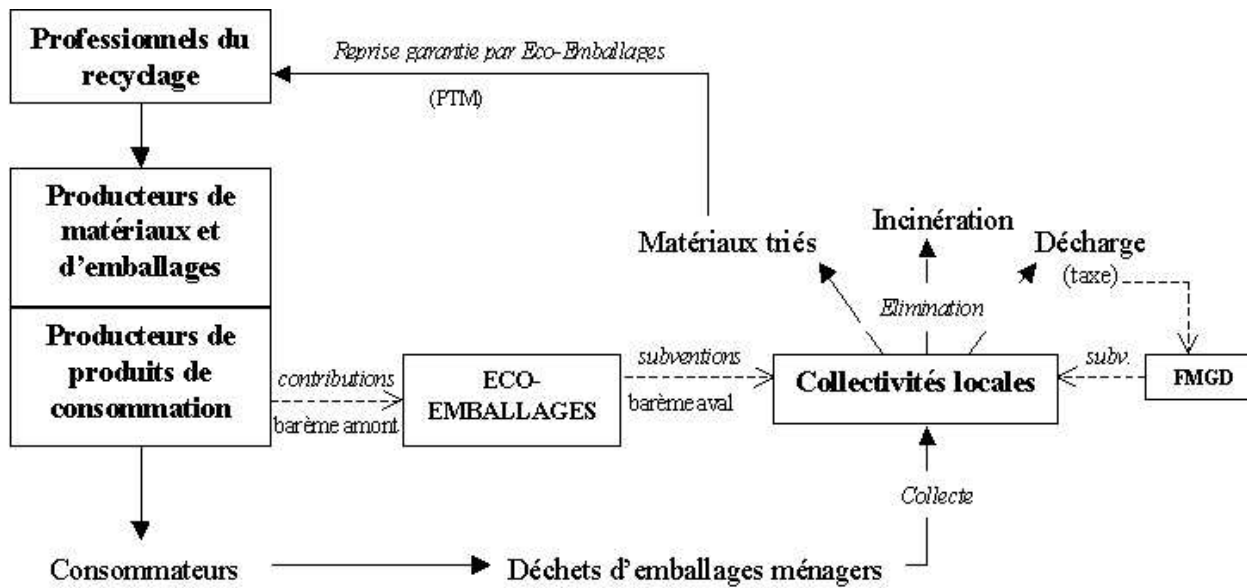 Professionnels du
recyclage
Reprise garantie par Eco-Emballages
(PTM)
Producteurs de
matériaux et
d'emballages
Matériaux triés
Incinération
Décharge
(taxe)
Elimination
Producteurs de
produits de
consommation
contributions
barème amont
ECO-
EMBALLAGES
subventions
barème aval
Collectivités locales
subv.
FMGD
Collecte
Consommateurs
Déchets d'emballages ménagers